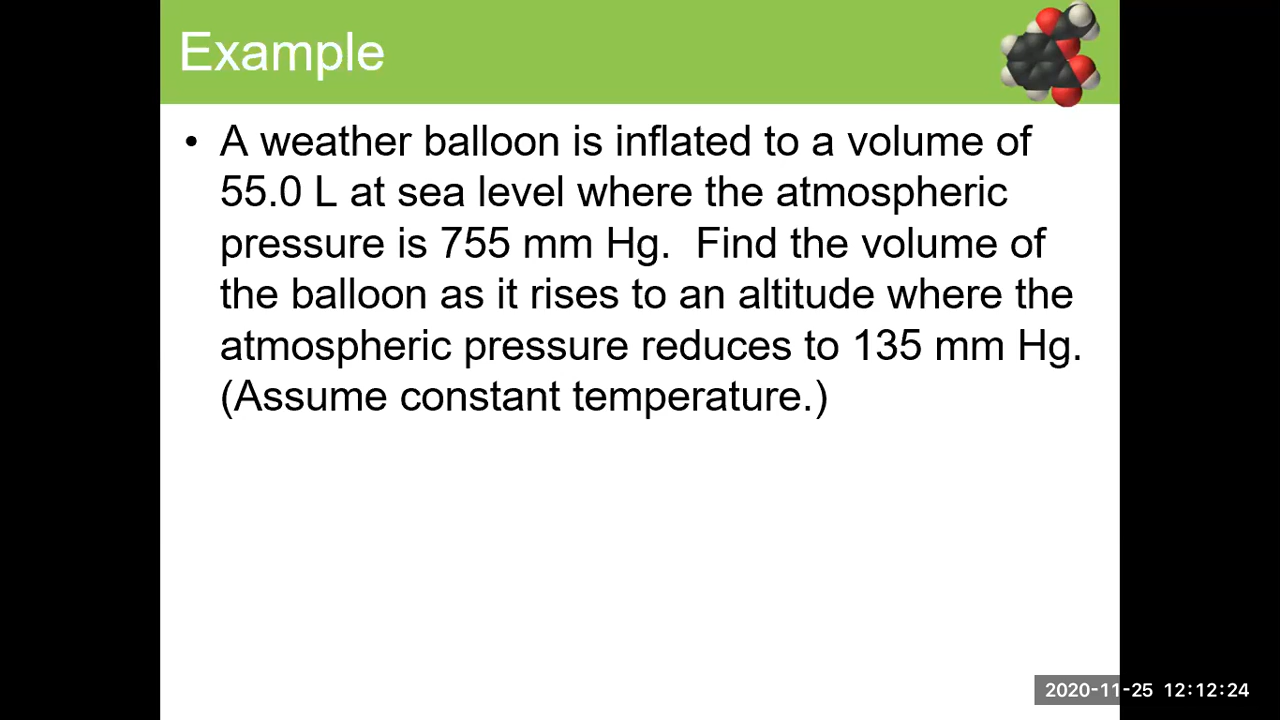 Example
• A weather balloon is inflated to a volume of
55.0 L at sea level where the atmospheric
pressure is 755 mm Hg.  Find the volume of
the balloon as it rises to an altitude where the
atmospheric pressure reduces to 135 mm Hg.
(Assume constant temperature.)
2020-11-25 12:12:24